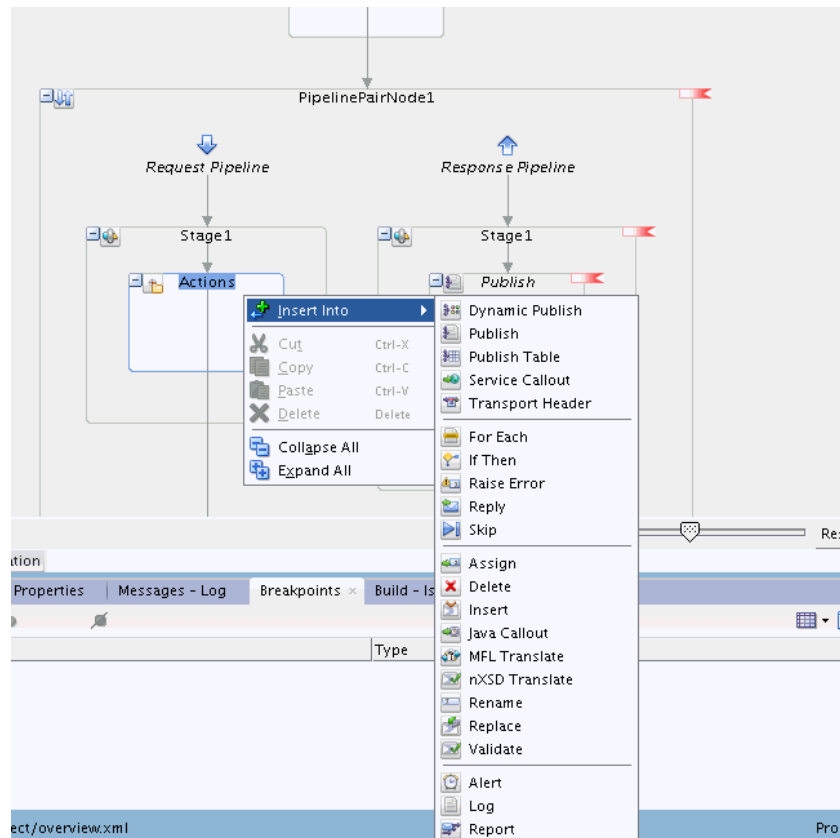 PipelinePairNode1
Request Pipeline
Response Pipeline
Stage1
Stage1
Actions
Publish
Insert Into
Cut Ctrl-X
Copy Ctrl-C
Paste Ctrl-V
Delete Delete
Collapse All
Expand All
Dynamic Publish
Publish
Publish Table
Service Callout
Transport Header
For Each
If Then
Raise Error
Reply
Skip
Assign
Delete
Insert
Java Callout
MFL Translate
nXSD Translate
Rename
Replace
Validate
Alert
Log
Report
Re
tion
Properties Messages - Log Breakpoints × Build - Is
Type
ect/overview.xml
Pro